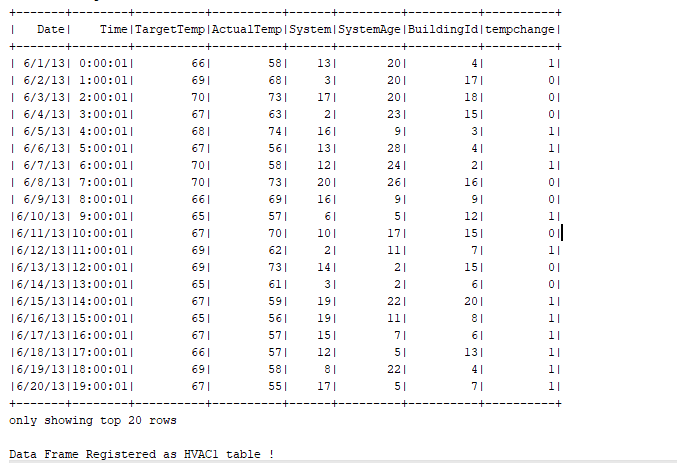 +-------+--------+----------+----------+------+---------+----------+----------+
|   Date|    Time|TargetTemp|ActualTemp|System|SystemAge|BuildingId|tempchange|
+-------+--------+----------+----------+------+---------+----------+----------+
| 6/1/13| 0:00:01|        66|        58|    13|       20|         4|         1|
| 6/2/13| 1:00:01|        69|        68|     3|       20|        17|         0|
| 6/3/13| 2:00:01|        70|        73|    17|       20|        18|         0|
| 6/4/13| 3:00:01|        67|        63|     2|       23|        15|         0|
| 6/5/13| 4:00:01|        68|        74|    16|        9|         3|         1|
| 6/6/13| 5:00:01|        67|        56|    13|       28|         4|         1|
| 6/7/13| 6:00:01|        70|        58|    12|       24|         2|         1|
| 6/8/13| 7:00:01|        70|        73|    20|       26|        16|         0|
| 6/9/13| 8:00:01|        66|        69|    16|        9|         9|         0|
|6/10/13| 9:00:01|        65|        57|     6|        5|        12|         1|
|6/11/13|10:00:01|        67|        70|    10|       17|        15|         0|
|6/12/13|11:00:01|        69|        62|     2|       11|         7|         1|
|6/13/13|12:00:01|        69|        73|    14|        2|        15|         0|
|6/14/13|13:00:01|        65|        61|     3|        2|         6|         0|
|6/15/13|14:00:01|        67|        59|    19|       22|        20|         1|
|6/16/13|15:00:01|        65|        56|    19|       11|         8|         1|
|6/17/13|16:00:01|        67|        57|    15|        7|         6|         1|
|6/18/13|17:00:01|        66|        57|    12|        5|        13|         1|
|6/19/13|18:00:01|        69|        58|     8|       22|         4|         1|
|6/20/13|19:00:01|        67|        55|    17|        5|         7|         1|
+-------+--------+----------+----------+------+---------+----------+----------+
only showing top 20 rows
Data Frame Registered as HVAC1 table !